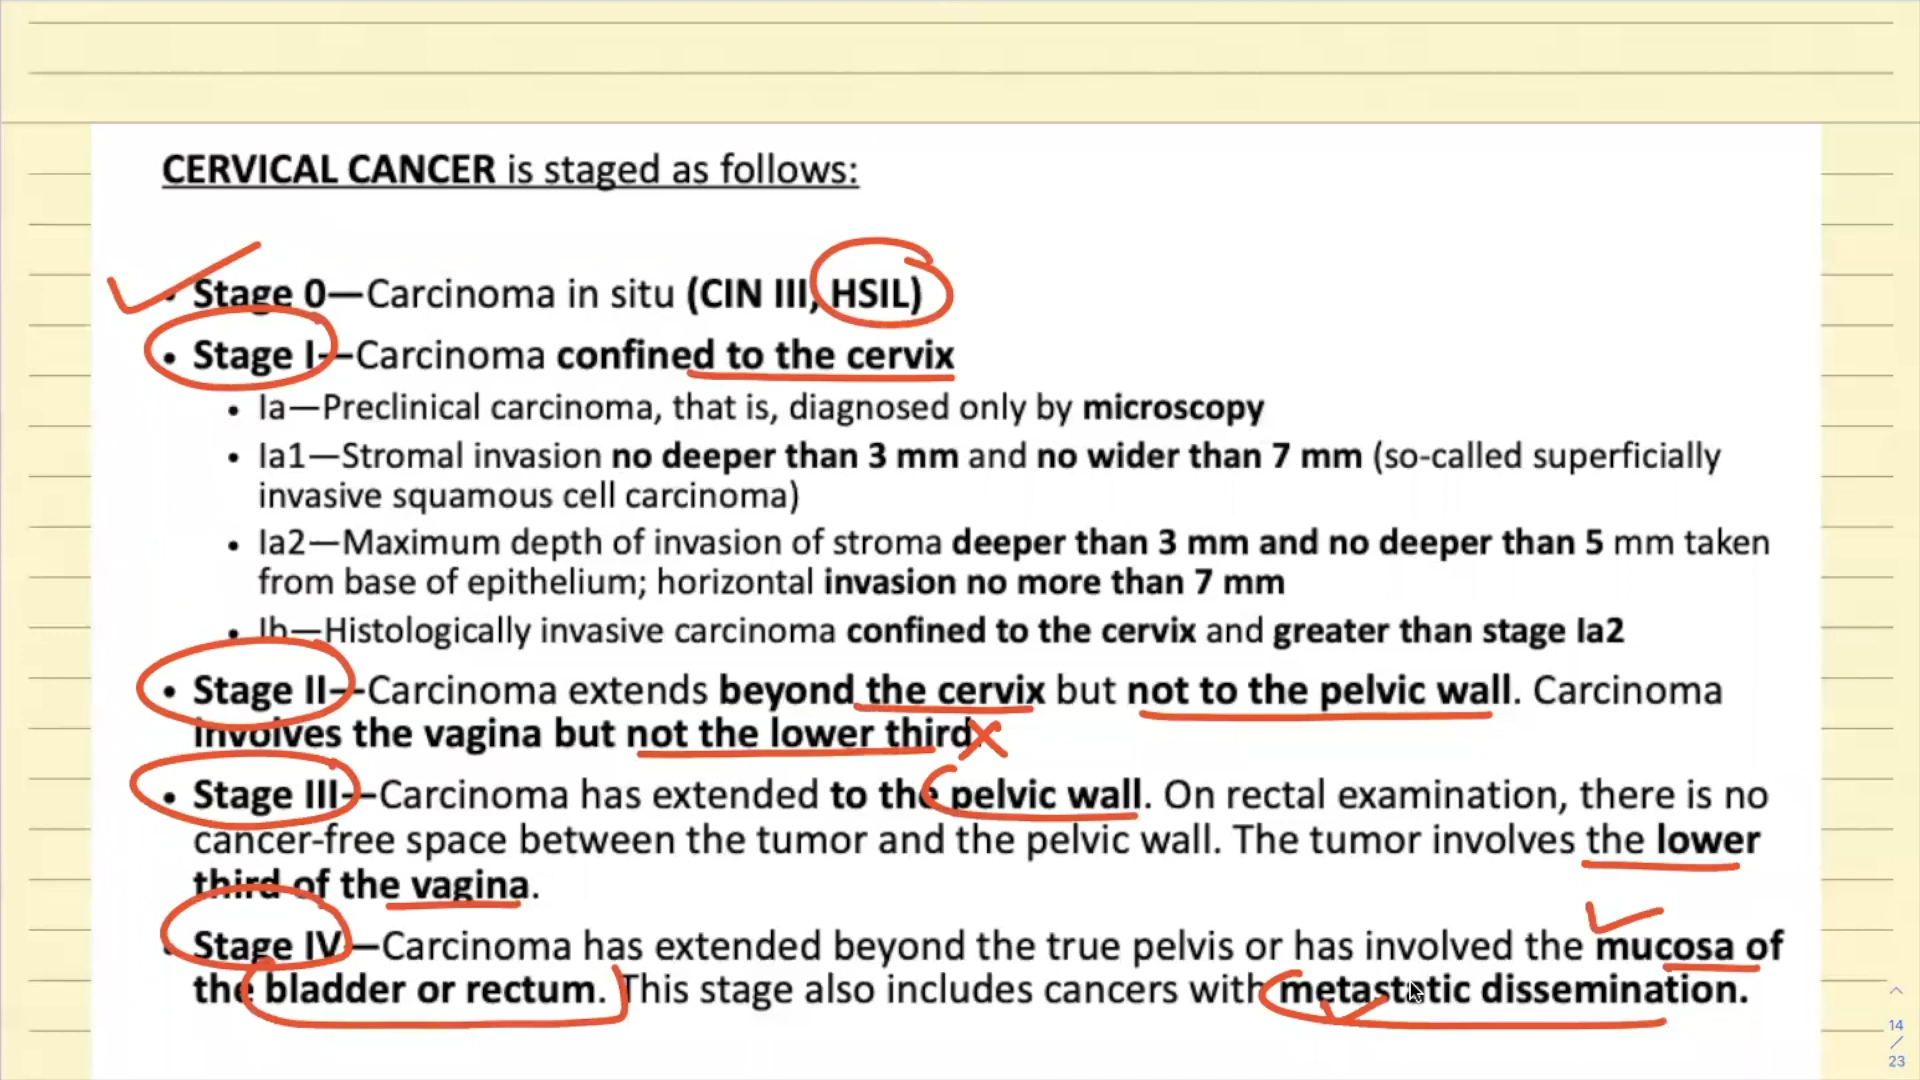 CERVICAL CANCER is staged as follows:
• Stage 0—Carcinoma in situ (CIN III, HSIL)
• Stage I—Carcinoma confined to the cervix
• Ia—Preclinical carcinoma, that is, diagnosed only by microscopy
• Ia1—Stromal invasion no deeper than 3 mm and no wider than 7 mm (so-called superficially
invasive squamous cell carcinoma)
• Ia2—Maximum depth of invasion of stroma deeper than 3 mm and no deeper than 5 mm taken
from base of epithelium; horizontal invasion no more than 7 mm
• Ib—Histologically invasive carcinoma confined to the cervix and greater than stage Ia2
• Stage II—Carcinoma extends beyond the cervix but not to the pelvic wall. Carcinoma
involves the vagina but not the lower third.
• Stage III—Carcinoma has extended to the pelvic wall. On rectal examination, there is no
cancer-free space between the tumor and the pelvic wall. The tumor involves the lower
third of the vagina.
• Stage IV—Carcinoma has extended beyond the true pelvis or has involved the mucosa of
the bladder or rectum. This stage also includes cancers with metastatic dissemination.
14
/
23